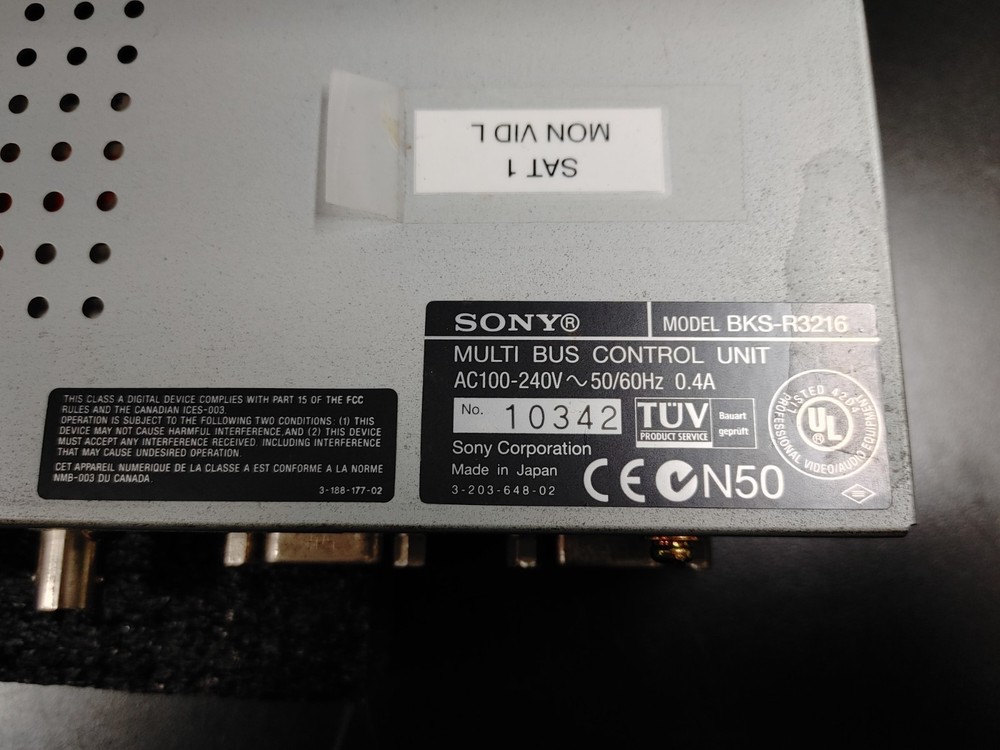 SAT 1
MON VID L
SONY®
MODEL BKS-R3216
MULTI BUS CONTROL UNIT
AC100-240V ~ 50/60Hz 0.4A
No. 10342
TÜV
PRODUCT SERVICE
Bauart
geprüft
LISTED 42D4
UL®
PROFESSIONAL VIDEO/AUDIO EQUIPMENT
Sony Corporation
Made in Japan
3-203-648-02
CE N50
THIS CLASS A DIGITAL DEVICE COMPLIES WITH PART 15 OF THE FCC
RULES AND THE CANADIAN ICES-003.
OPERATION IS SUBJECT TO THE FOLLOWING TWO CONDITIONS: (1) THIS
DEVICE MAY NOT CAUSE HARMFUL INTERFERENCE, AND (2) THIS DEVICE
MUST ACCEPT ANY INTERFERENCE RECEIVED, INCLUDING INTERFERENCE
THAT MAY CAUSE UNDESIRED OPERATION.
CET APPAREIL NUMERIQUE DE LA CLASSE A EST CONFORME A LA NORME
NMB-003 DU CANADA.
3-188-177-02